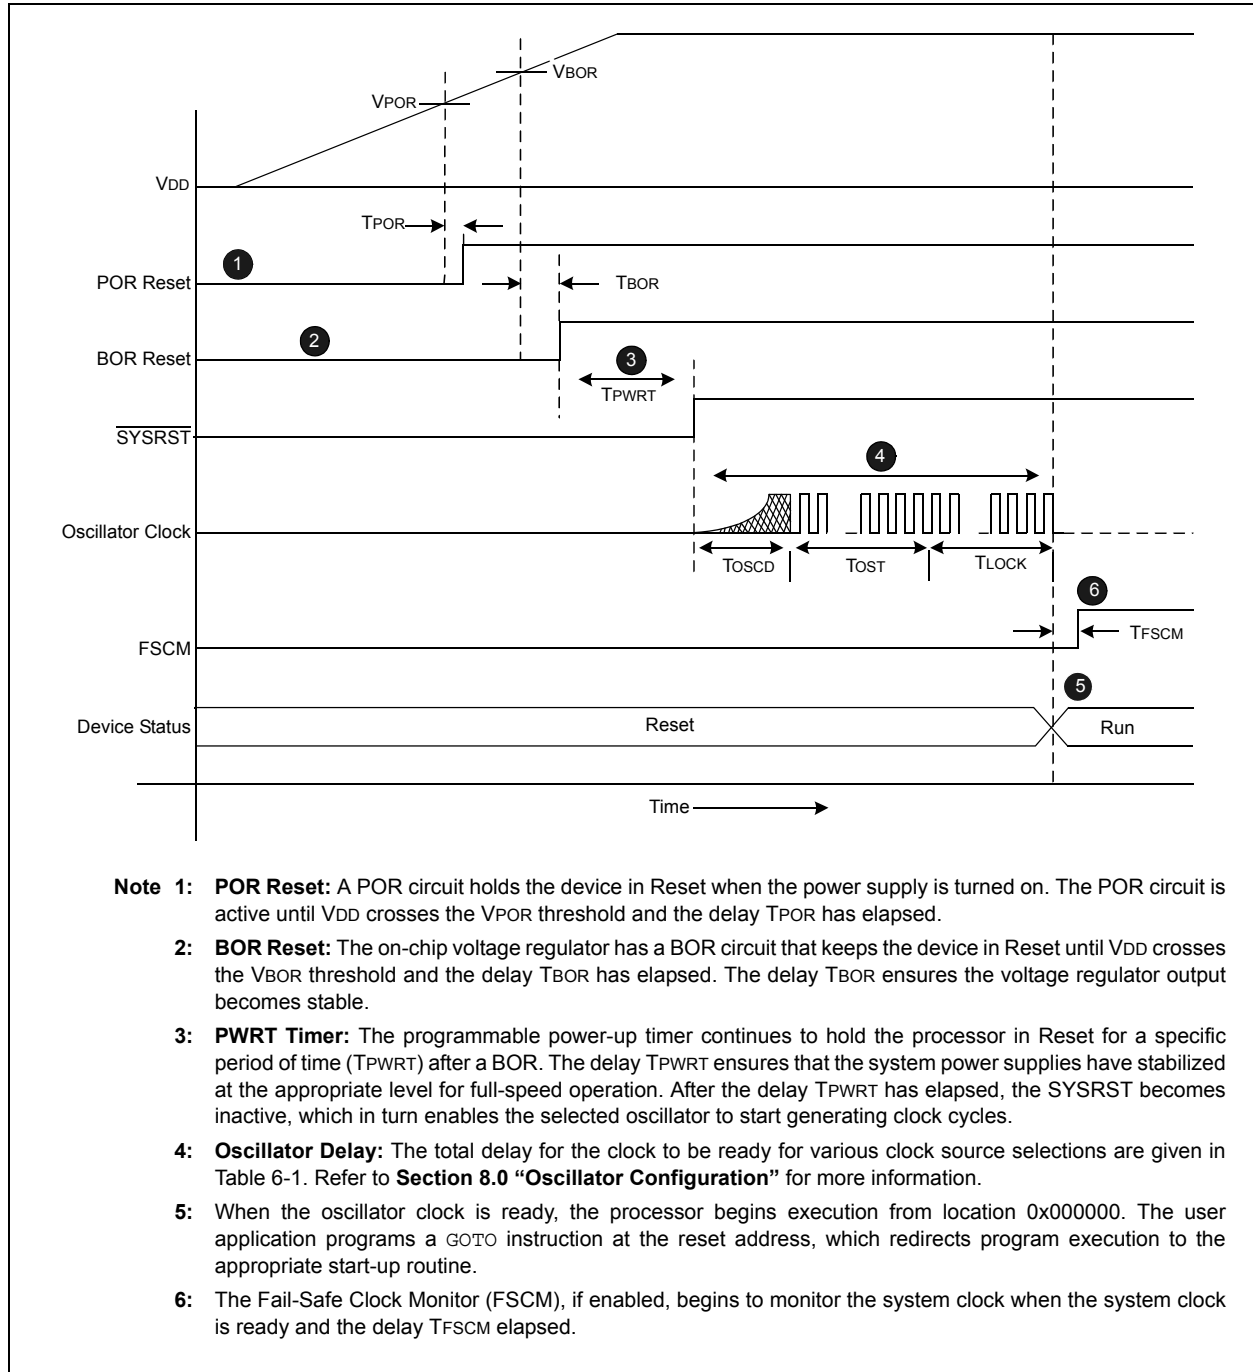 VBOR
VPOR
VDD
TPOR
1
POR Reset
TBOR
2
BOR Reset
3
TPWRT
SYSRST
4
Oscillator Clock
TOSCD
TOST
TLOCK
6
TFSCM
FSCM
5
Device Status
Reset
Run
Time
Note 1: POR Reset: A POR circuit holds the device in Reset when the power supply is turned on. The POR circuit is
active until VDD crosses the VPOR threshold and the delay TPOR has elapsed.
2: BOR Reset: The on-chip voltage regulator has a BOR circuit that keeps the device in Reset until VDD crosses
the VBOR threshold and the delay TBOR has elapsed. The delay TBOR ensures the voltage regulator output
becomes stable.
3: PWRT Timer: The programmable power-up timer continues to hold the processor in Reset for a specific
period of time (TPWRT) after a BOR. The delay TPWRT ensures that the system power supplies have stabilized
at the appropriate level for full-speed operation. After the delay TPWRT has elapsed, the SYSRST becomes
inactive, which in turn enables the selected oscillator to start generating clock cycles.
4: Oscillator Delay: The total delay for the clock to be ready for various clock source selections are given in
Table 6-1. Refer to Section 8.0 “Oscillator Configuration” for more information.
5: When the oscillator clock is ready, the processor begins execution from location 0x000000. The user
application programs a GOTO instruction at the reset address, which redirects program execution to the
appropriate start-up routine.
6: The Fail-Safe Clock Monitor (FSCM), if enabled, begins to monitor the system clock when the system clock
is ready and the delay TFSCM elapsed.